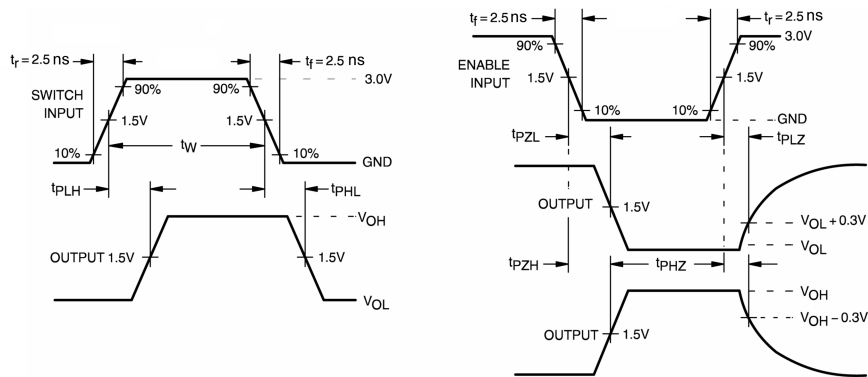 tr = 2.5 ns
tf = 2.5 ns
90%
90%
3.0V
SWITCH
INPUT
1.5V
1.5V
10%
tW
10%
GND
tPLH
tPHL
VOH
OUTPUT 1.5V
1.5V
VOL
tf = 2.5 ns
tr = 2.5 ns
3.0V
90%
90%
ENABLE
INPUT
1.5V
1.5V
10%
10%
GND
tPZL
tPLZ
OUTPUT
1.5V
VOL + 0.3V
VOL
tPZH
tPHZ
VOH
VOH – 0.3V
OUTPUT
1.5V